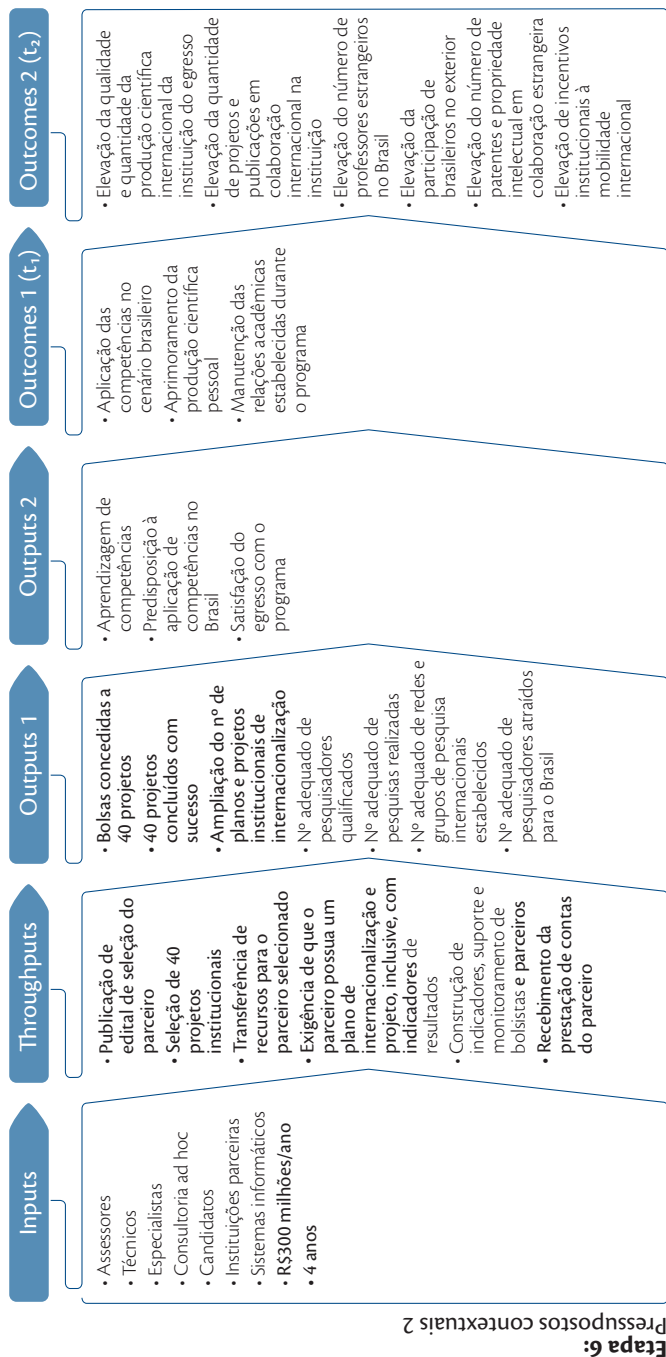 Etapa 6:
Pressupostos contextuais 2
Inputs
• Assessores
• Técnicos
• Especialistas
• Consultoria ad hoc
• Candidatos
• Instituições parceiras
• Sistemas informáticos
• R$300 milhões/ano
• 4 anos
Throughputs
• Publicação de
edital de seleção do
parceiro
• Seleção de 40
projetos
institucionais
• Transferência de
recursos para o
parceiro selecionado
• Exigência de que o
parceiro possua um
plano de
internacionalização e
projeto, inclusive, com
indicadores de
resultados
• Construção de
indicadores, suporte e
monitoramento de
bolsistas e parceiros
• Recebimento da
prestação de contas
do parceiro
Outputs 1
• Bolsas concedidas a
40 projetos
• 40 projetos
concluídos com
sucesso
• Ampliação do nº de
planos e projetos
institucionais de
internacionalização
• Nº adequado de
pesquisadores
qualificados
• Nº adequado de
pesquisas realizadas
• Nº adequado de redes e
grupos de pesquisa
internacionais
estabelecidos
• Nº adequado de
pesquisadores atraídos
para o Brasil
Outputs 2
• Aprendizagem de
competências
• Predisposição à
aplicação de
competências no
Brasil
• Satisfação do
egresso com o
programa
Outcomes 1 (t₁)
• Aplicação das
competências no
cenário brasileiro
• Aprimoramento da
produção científica
pessoal
• Manutenção das
relações acadêmicas
estabelecidas durante
o programa
Outcomes 2 (t₂)
• Elevação da qualidade
e quantidade da
produção científica
internacional da
instituição do egresso
• Elevação da quantidade
de projetos e
publicações em
colaboração
internacional na
instituição
• Elevação do número de
professores estrangeiros
no Brasil
• Elevação da
participação de
brasileiros no exterior
• Elevação do número de
patentes e propriedade
intelectual em
colaboração estrangeira
• Elevação de incentivos
institucionais à
mobilidade
internacional